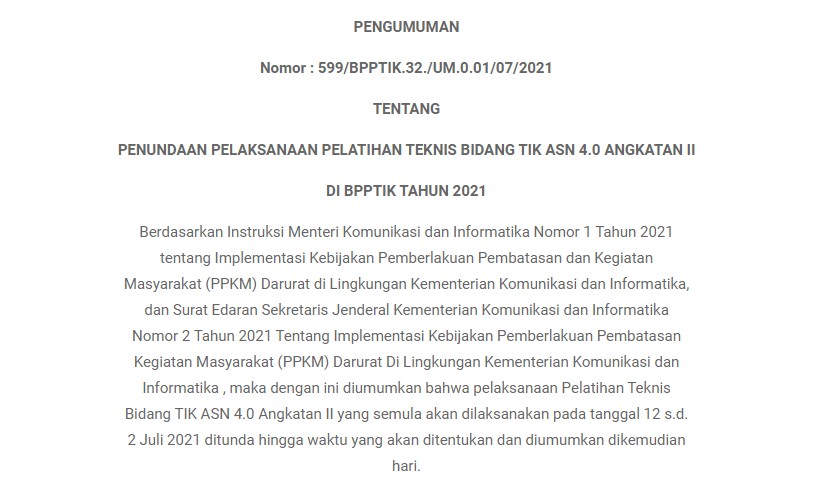 PENGUMUMAN
Nomor : 599/BPPTIK.32./UM.0.01/07/2021
TENTANG
PENUNDAAN PELAKSANAAN PELATIHAN TEKNIS BIDANG TIK ASN 4.0 ANGKATAN II
DI BPPTIK TAHUN 2021
Berdasarkan Instruksi Menteri Komunikasi dan Informatika Nomor 1 Tahun 2021
tentang Implementasi Kebijakan Pemberlakuan Pembatasan dan Kegiatan
Masyarakat (PPKM) Darurat di Lingkungan Kementerian Komunikasi dan Informatika,
dan Surat Edaran Sekretaris Jenderal Kementerian Komunikasi dan Informatika
Nomor 2 Tahun 2021 Tentang Implementasi Kebijakan Pemberlakuan Pembatasan
Kegiatan Masyarakat (PPKM) Darurat Di Lingkungan Kementerian Komunikasi dan
Informatika , maka dengan ini diumumkan bahwa pelaksanaan Pelatihan Teknis
Bidang TIK ASN 4.0 Angkatan II yang semula akan dilaksanakan pada tanggal 12 s.d.
2 Juli 2021 ditunda hingga waktu yang akan ditentukan dan diumumkan dikemudian
hari.